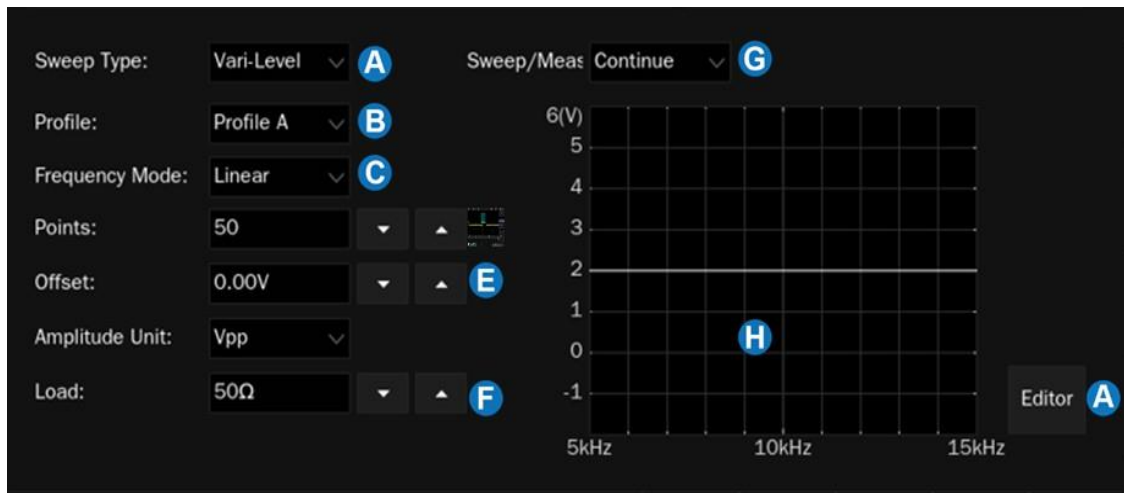 Sweep Type: Vari-Level A Sweep/Meas Continue G
Profile: Profile A B
Frequency Mode: Linear C
Points: 50
Offset: 0.00V E
Amplitude Unit: Vpp
Load: 50Ω F
6(V)
5
4
3
2
1
H
0
-1
5kHz 10kHz 15kHz
Editor A